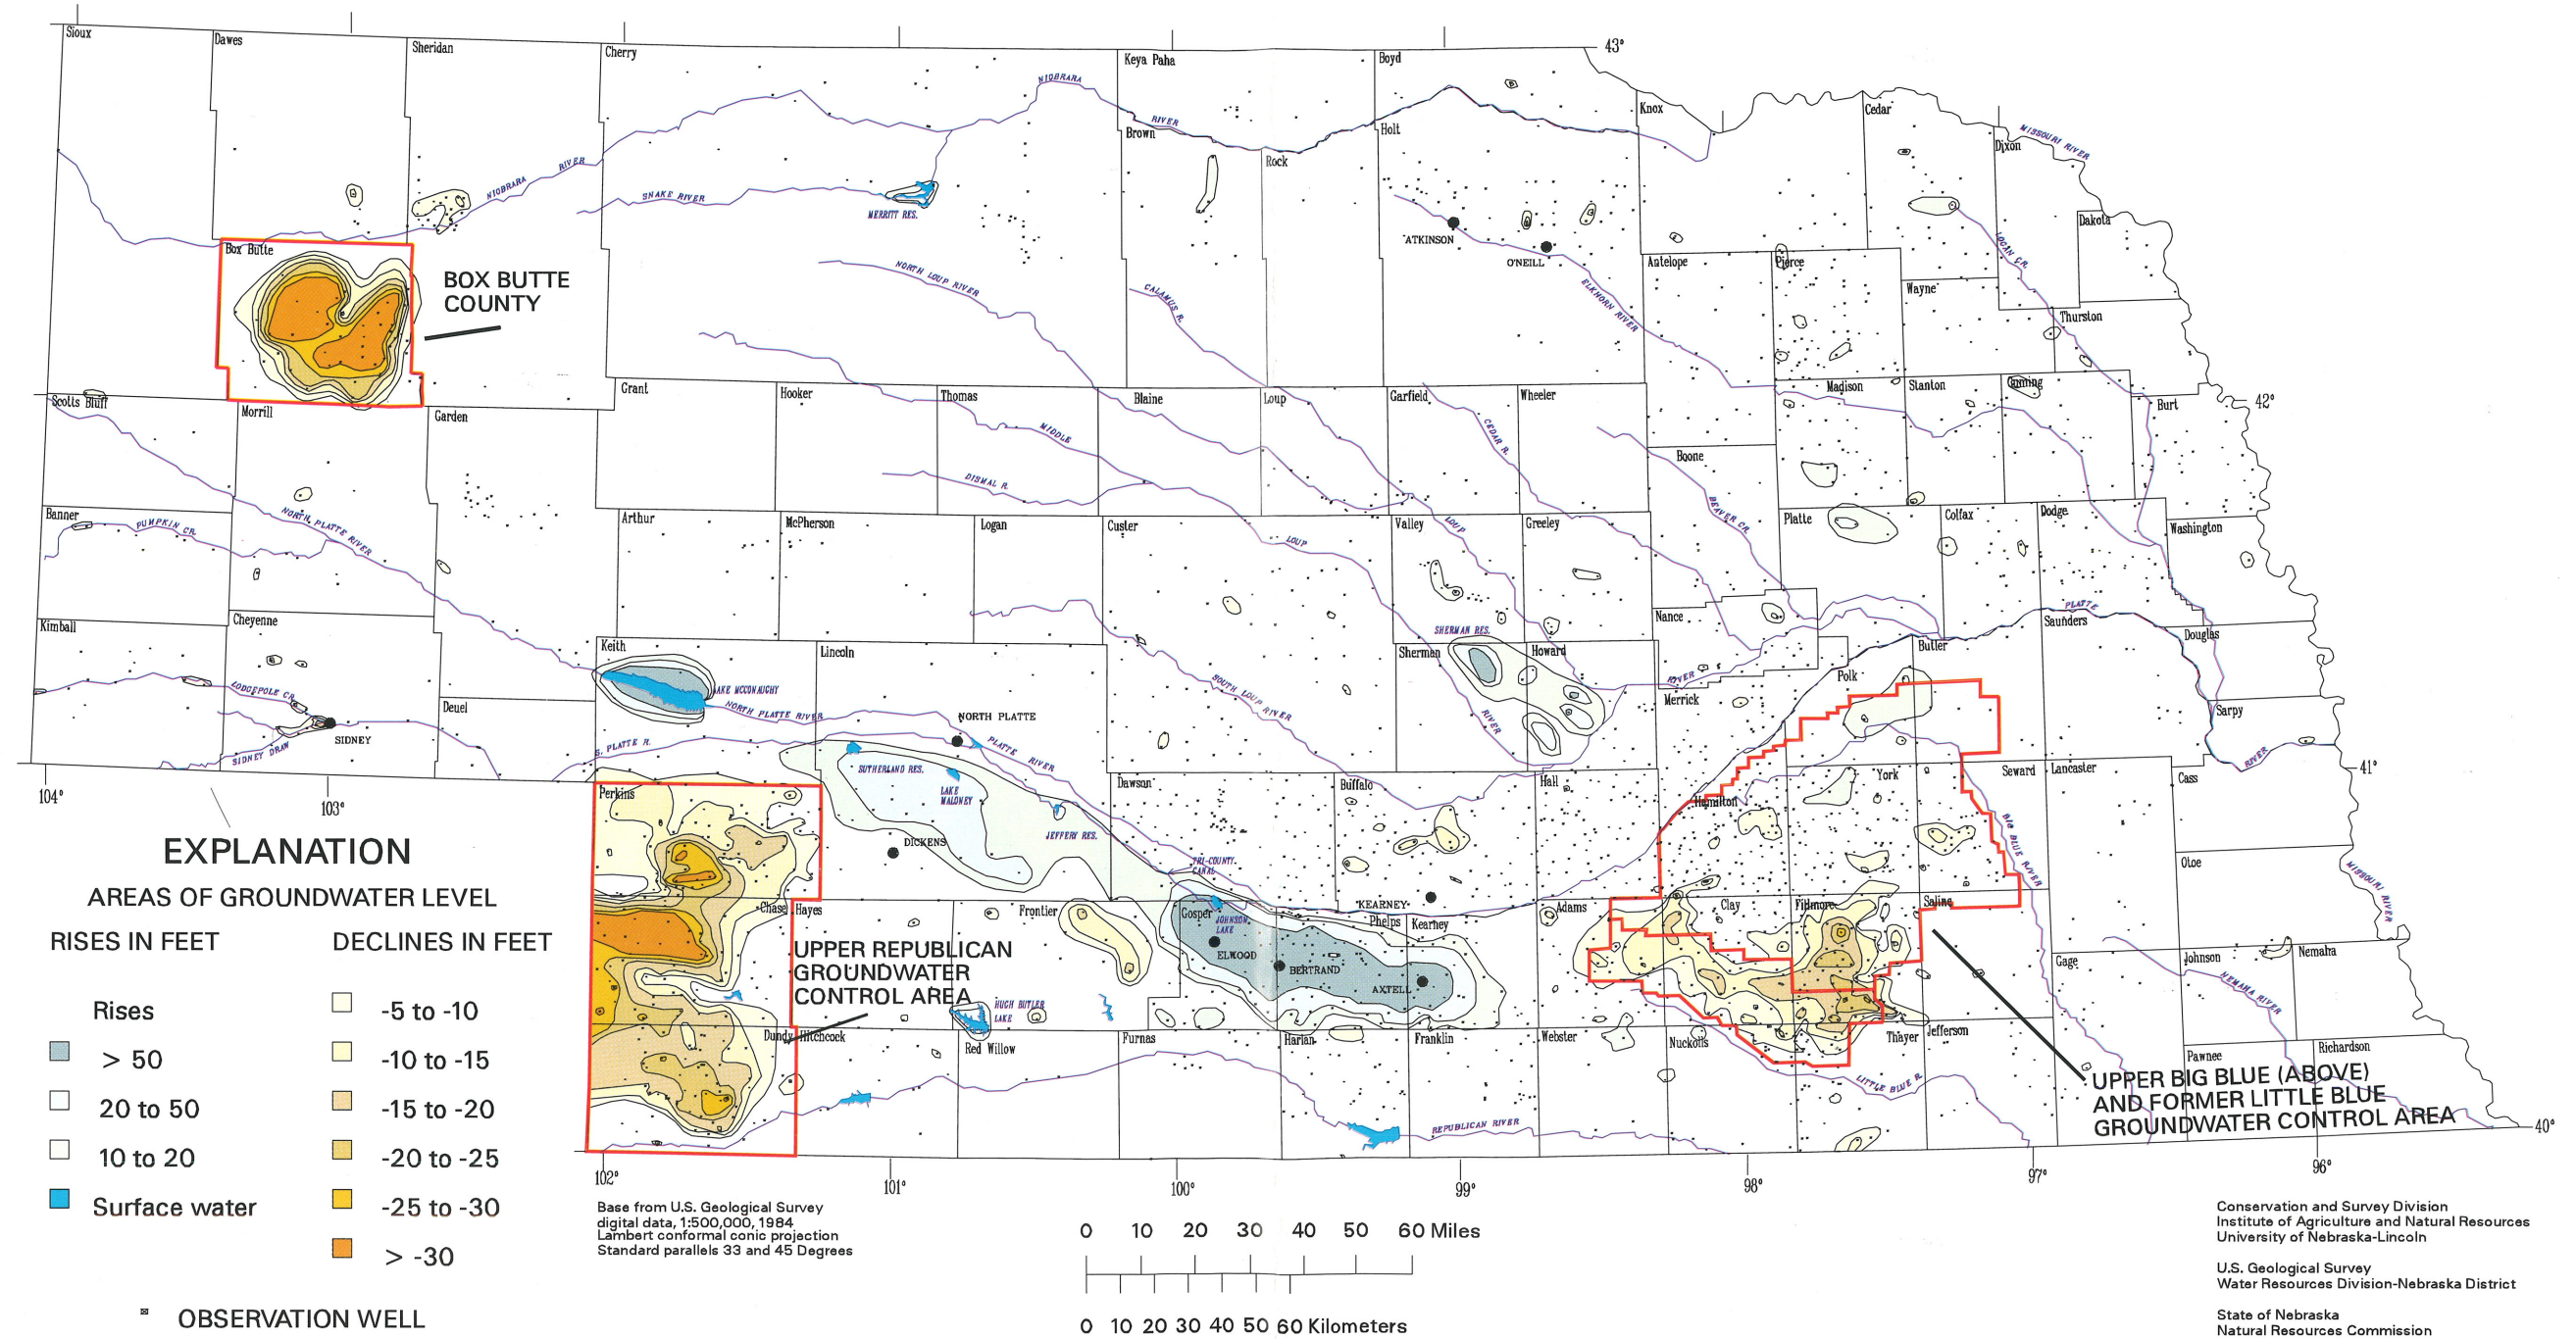 43°
Sioux
Dawes
Sheridan
Cherry
Keya Paha
Boyd
Knox
Cedar
Dixon
MISSOURI RIVER
NIOBRARA
RIVER
Brown
Rock
Holt
NIOBRARA
RIVER
SNAKE RIVER
MERRITT RES.
ATKINSON
O'NEILL
Dakota
LOGAN CR.
Box Butte
BOX BUTTE
COUNTY
NORTH LOUP RIVER
CALAMUS R.
ELKHORN RIVER
Antelope
Pierce
Wayne
Thurston
Scotts Bluff
Morrill
Garden
Grant
Hooker
Thomas
Blaine
Loup
Garfield
Wheeler
Madison
Stanton
Cuming
Burt
42°
MIDDLE
CEDAR R.
DISMAL R.
Boone
BEAVER CR.
Banner
PUMPKIN CR.
NORTH PLATTE RIVER
Arthur
McPherson
Logan
Custer
LOUP
Valley
LOUP
Greeley
Platte
Colfax
Dodge
Washington
Kimball
Cheyenne
Nance
PLATTE
Saunders
Douglas
SHERMAN RES.
Sherman
Howard
Keith
Lincoln
Butler
Polk
RIVER
Merrick
LODGEPOLE CR.
SIDNEY
SIDNEY DRAW
Deuel
LAKE MCCONAUGHY
NORTH PLATTE RIVER
NORTH PLATTE
PLATTE RIVER
SOUTH LOUP RIVER
RIVER
Sarpy
RIVER
S. PLATTE R.
SUTHERLAND RES.
LAKE
MALONEY
JEFFERY RES.
Dawson
Buffalo
Hall
Hamilton
York
Seward
Lancaster
Cass
41°
104°
103°
Perkins
DICKENS
TRI-COUNTY
CANAL
BIG BLUE RIVER
Otoe
MISSOURI RIVER
EXPLANATION
AREAS OF GROUNDWATER LEVEL
RISES IN FEET
DECLINES IN FEET
Rises
> 50
20 to 50
10 to 20
Surface water
-5 to -10
-10 to -15
-15 to -20
-20 to -25
-25 to -30
> -30
OBSERVATION WELL
Chase
Hayes
Frontier
Gosper
JOHNSON
LAKE
ELWOOD
BERTRAND
AXTELL
KEARNEY
Phelps
Kearney
Adams
Clay
Fillmore
Saline
Gage
Johnson
Nemaha
NEMAHA RIVER
UPPER REPUBLICAN
GROUNDWATER
CONTROL AREA
HUGH BUTLER
LAKE
Dundy
Hitchcock
Red Willow
Furnas
Harlan
Franklin
Webster
Nuckolls
Thayer
Jefferson
Pawnee
Richardson
LITTLE BLUE R.
REPUBLICAN RIVER
UPPER BIG BLUE (ABOVE)
AND FORMER LITTLE BLUE
GROUNDWATER CONTROL AREA
40°
102°
101°
100°
99°
98°
97°
96°
Base from U.S. Geological Survey
digital data, 1:500,000, 1984
Lambert conformal conic projection
Standard parallels 33 and 45 Degrees
0 10 20 30 40 50 60 Miles
0 10 20 30 40 50 60 Kilometers
Conservation and Survey Division
Institute of Agriculture and Natural Resources
University of Nebraska-Lincoln
U.S. Geological Survey
Water Resources Division-Nebraska District
State of Nebraska
Natural Resources Commission